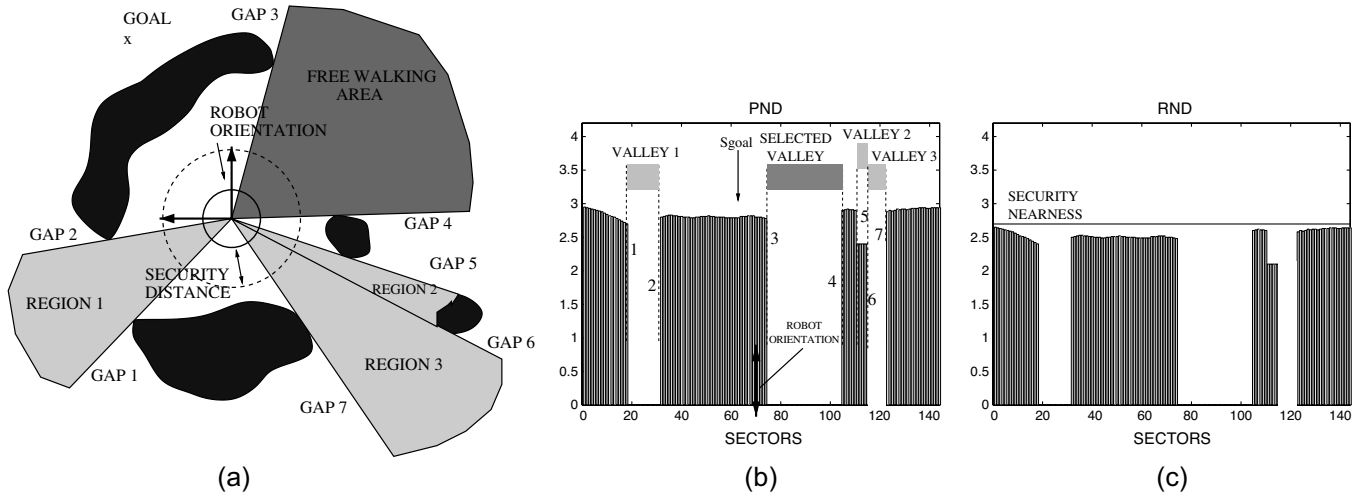 GOAL
x
GAP 3
FREE WALKING
AREA
ROBOT
ORIENTATION
GAP 4
GAP 2
GAP 5
SECURITY
DISTANCE
REGION 2
REGION 1
GAP 6
REGION 3
GAP 1
GAP 7
(a)
PND
4
3.5
3
2.5
2
1.5
1
0.5
0
VALLEY 1
Sgoal
SELECTED
VALLEY
VALLEY 2
VALLEY 3
1
2
3
4
5
6
7
ROBOT
ORIENTATION
0 20 40 60 80 100 120 140
SECTORS
(b)
RND
4
3.5
3
2.5
2
1.5
1
0.5
0
SECURITY
NEARNESS
0 20 40 60 80 100 120 140
SECTORS
(c)